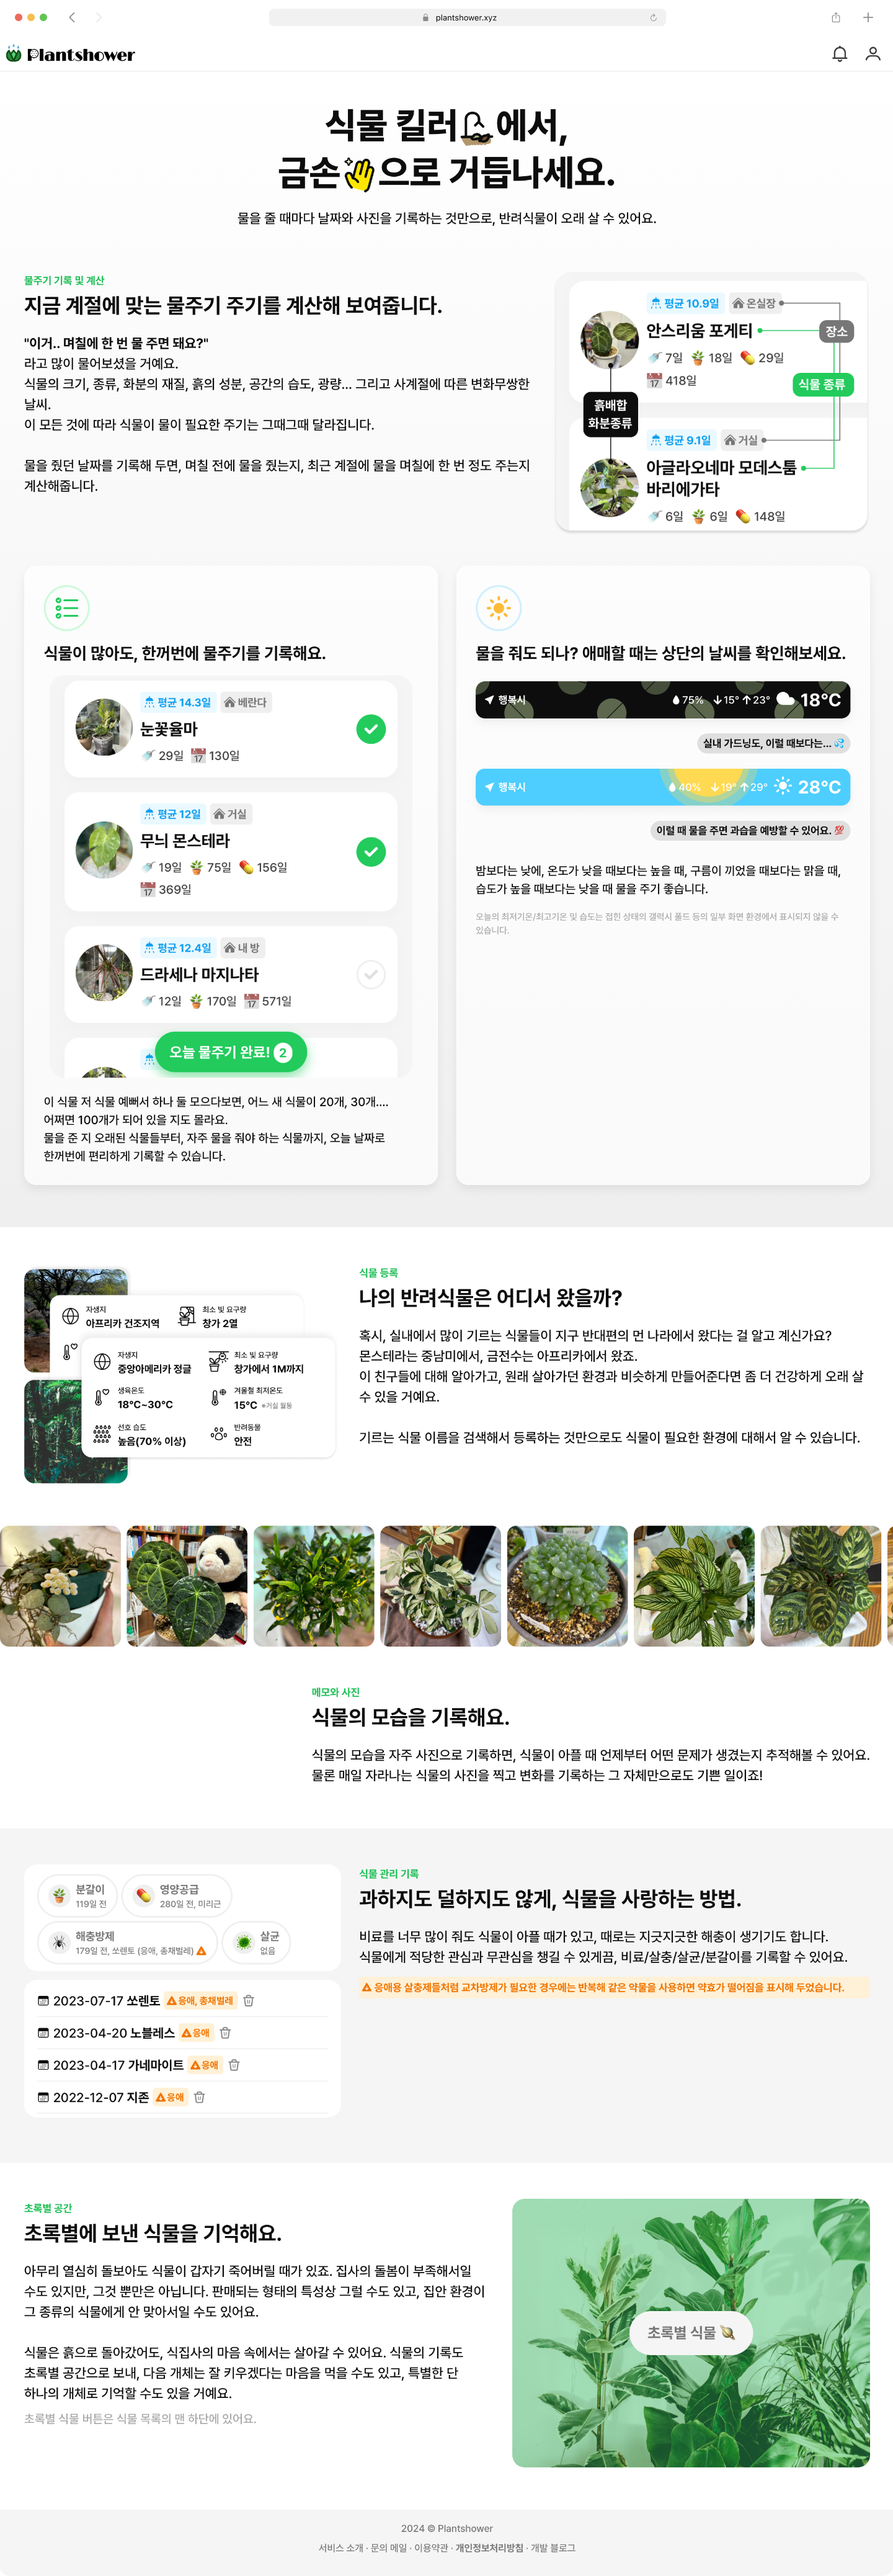 plantshower.xyz
Plantshower
식물 킬러에서,
금손으로 거듭나세요.
물을 줄 때마다 날짜와 사진을 기록하는 것만으로, 반려식물이 오래 살 수 있어요.
물주기 기록 및 계산
지금 계절에 맞는 물주기 주기를 계산해 보여줍니다.
"이거.. 며칠에 한 번 물 주면 돼요?"
라고 많이 물어보셨을 거예요.
식물의 크기, 종류, 화분의 재질, 흙의 성분, 공간의 습도, 광량... 그리고 사계절에 따른 변화무쌍한
날씨.
이 모든 것에 따라 식물이 물이 필요한 주기는 그때그때 달라집니다.
물을 줬던 날짜를 기록해 두면, 며칠 전에 물을 줬는지, 최근 계절에 물을 며칠에 한 번 정도 주는지
계산해줍니다.
평균 10.9일 온실장
안스리움 포게티
장소
7일 18일 29일
418일
식물 종류
흙배합
화분종류
평균 9.1일 거실
아글라오네마 모데스툼
바리에가타
6일 6일 148일
식물이 많아도, 한꺼번에 물주기를 기록해요.
평균 14.3일 베란다
눈꽃율마
29일 130일
평균 12일 거실
무늬 몬스테라
19일 75일 156일
369일
평균 12.4일 내 방
드라세나 마지나타
12일 170일 571일
오늘 물주기 완료! 2
이 식물 저 식물 예뻐서 하나 둘 모으다보면, 어느 새 식물이 20개, 30개....
어쩌면 100개가 되어 있을 지도 몰라요.
물을 준 지 오래된 식물들부터, 자주 물을 줘야 하는 식물까지, 오늘 날짜로
한꺼번에 편리하게 기록할 수 있습니다.
물을 줘도 되나? 애매할 때는 상단의 날씨를 확인해보세요.
행복시 75% 15° 23° 18°C
실내 가드닝도, 이럴 때보다는...
행복시 40% 19° 29° 28°C
이럴 때 물을 주면 과습을 예방할 수 있어요.
밤보다는 낮에, 온도가 낮을 때보다는 높을 때, 구름이 끼었을 때보다는 맑을 때,
습도가 높을 때보다는 낮을 때 물을 주기 좋습니다.
오늘의 최저기온/최고기온 및 습도는 접힌 상태의 갤럭시 폴드 등의 일부 화면 환경에서 표시되지 않을 수
있습니다.
자생지
아프리카 건조지역
최소 빛 요구량
창가 2열
자생지
중앙아메리카 정글
최소 빛 요구량
창가에서 1M까지
생육온도
18°C~30°C
겨울철 최저온도
15°C *거실 월동
선호 습도
높음(70% 이상)
반려동물
안전
식물 등록
나의 반려식물은 어디서 왔을까?
혹시, 실내에서 많이 기르는 식물들이 지구 반대편의 먼 나라에서 왔다는 걸 알고 계신가요?
몬스테라는 중남미에서, 금전수는 아프리카에서 왔죠.
이 친구들에 대해 알아가고, 원래 살아가던 환경과 비슷하게 만들어준다면 좀 더 건강하게 오래 살
수 있을 거예요.
기르는 식물 이름을 검색해서 등록하는 것만으로도 식물이 필요한 환경에 대해서 알 수 있습니다.
메모와 사진
식물의 모습을 기록해요.
식물의 모습을 자주 사진으로 기록하면, 식물이 아플 때 언제부터 어떤 문제가 생겼는지 추적해볼 수 있어요.
물론 매일 자라나는 식물의 사진을 찍고 변화를 기록하는 그 자체만으로도 기쁜 일이죠!
분갈이
119일 전
영양공급
280일 전, 미리근
해충방제
179일 전, 쏘렌토 (응애, 총채벌레)
살균
없음
2023-07-17 쏘렌토 응애, 총채벌레
2023-04-20 노블레스 응애
2023-04-17 가네마이트 응애
2022-12-07 지존 응애
식물 관리 기록
과하지도 덜하지도 않게, 식물을 사랑하는 방법.
비료를 너무 많이 줘도 식물이 아플 때가 있고, 때로는 지긋지긋한 해충이 생기기도 합니다.
식물에게 적당한 관심과 무관심을 챙길 수 있게끔, 비료/살충/살균/분갈이를 기록할 수 있어요.
응애용 살충제들처럼 교차방제가 필요한 경우에는 반복해 같은 약물을 사용하면 약효가 떨어짐을 표시해 두었습니다.
초록별 공간
초록별에 보낸 식물을 기억해요.
아무리 열심히 돌보아도 식물이 갑자기 죽어버릴 때가 있죠. 집사의 돌봄이 부족해서일
수도 있지만, 그것 뿐만은 아닙니다. 판매되는 형태의 특성상 그럴 수도 있고, 집안 환경이
그 종류의 식물에게 안 맞아서일 수도 있어요.
식물은 흙으로 돌아갔어도, 식집사의 마음 속에서는 살아갈 수 있어요. 식물의 기록도
초록별 공간으로 보내, 다음 개체는 잘 키우겠다는 마음을 먹을 수도 있고, 특별한 단
하나의 개체로 기억할 수도 있을 거예요.
초록별 식물 버튼은 식물 목록의 맨 하단에 있어요.
초록별 식물
2024 © Plantshower
서비스 소개 · 문의 메일 · 이용약관 · 개인정보처리방침 · 개발 블로그